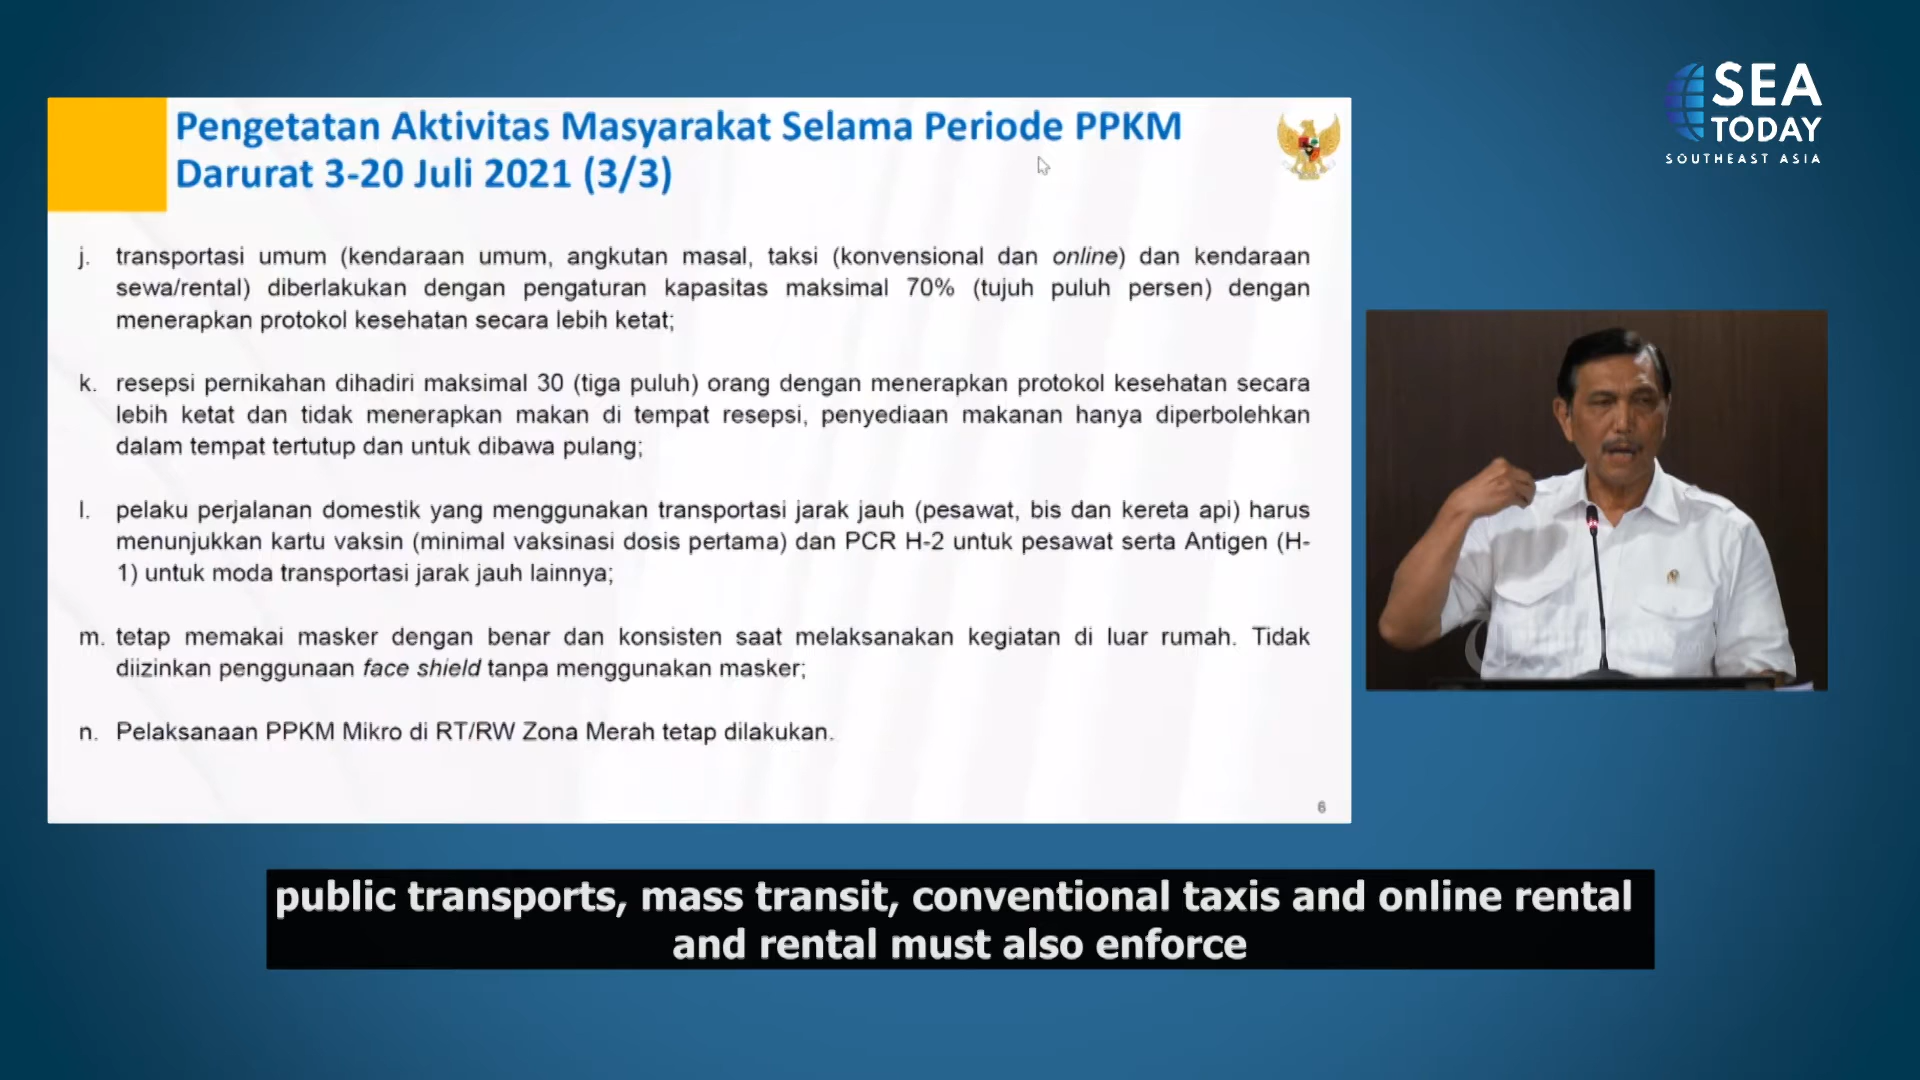 SEA
TODAY
SOUTHEAST ASIA
Pengetatan Aktivitas Masyarakat Selama Periode PPKM
Darurat 3-20 Juli 2021 (3/3)
j. transportasi umum (kendaraan umum, angkutan masal, taksi (konvensional dan online) dan kendaraan
sewa/rental) diberlakukan dengan pengaturan kapasitas maksimal 70% (tujuh puluh persen) dengan
menerapkan protokol kesehatan secara lebih ketat;
k. resepsi pernikahan dihadiri maksimal 30 (tiga puluh) orang dengan menerapkan protokol kesehatan secara
lebih ketat dan tidak menerapkan makan di tempat resepsi, penyediaan makanan hanya diperbolehkan
dalam tempat tertutup dan untuk dibawa pulang;
l. pelaku perjalanan domestik yang menggunakan transportasi jarak jauh (pesawat, bis dan kereta api) harus
menunjukkan kartu vaksin (minimal vaksinasi dosis pertama) dan PCR H-2 untuk pesawat serta Antigen (H-
1) untuk moda transportasi jarak jauh lainnya;
m. tetap memakai masker dengan benar dan konsisten saat melaksanakan kegiatan di luar rumah. Tidak
diizinkan penggunaan face shield tanpa menggunakan masker;
n. Pelaksanaan PPKM Mikro di RT/RW Zona Merah tetap dilakukan.
6
public transports, mass transit, conventional taxis and online rental
and rental must also enforce